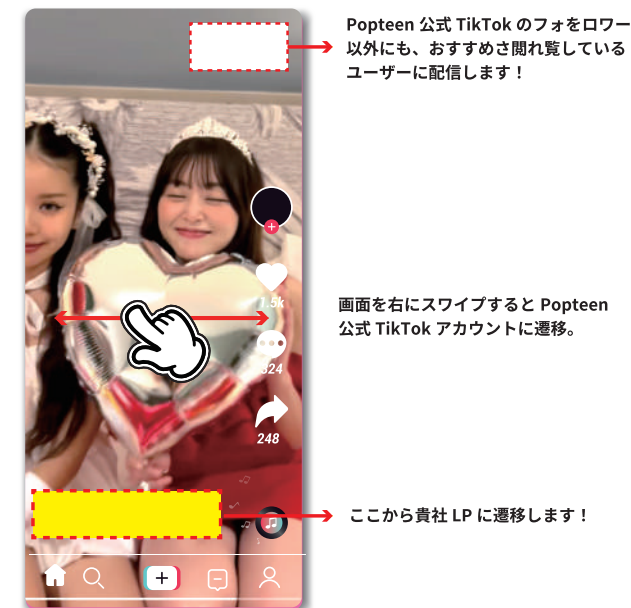 Popteen 公式 TikTok のフォをロワー
以外にも、おすすめさ閲れ覧している
ユーザーに配信します！
1.5k
画面を右にスワイプすると Popteen
公式 TikTok アカウントに遷移。
324
248
ここから貴社 LP に遷移します！